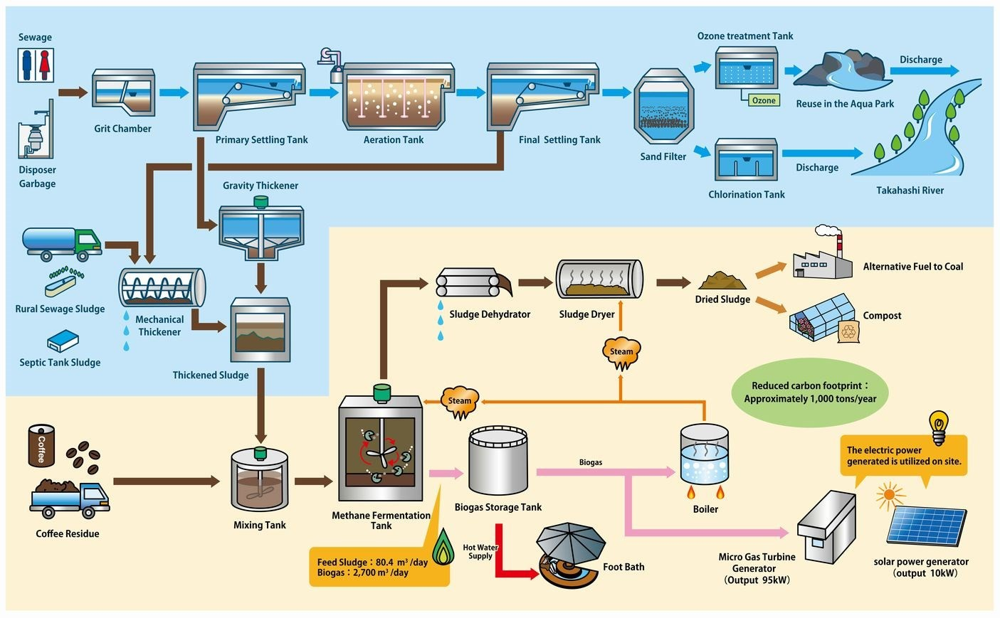 Sewage
Disposer
Garbage
Grit Chamber
Primary Settling Tank
Aeration Tank
Final Settling Tank
Sand Filter
Ozone treatment Tank
Ozone
Reuse in the Aqua Park
Discharge
Chlorination Tank
Discharge
Takahashi River
Gravity Thickener
Rural Sewage Sludge
Septic Tank Sludge
Mechanical
Thickener
Thickened Sludge
Sludge Dehydrator
Sludge Dryer
Dried Sludge
Alternative Fuel to Coal
Compost
Steam
Steam
Reduced carbon footprint：
Approximately 1,000 tons/year
Coffee
Coffee Residue
Mixing Tank
Methane Fermentation
Tank
Feed Sludge：80.4 m³/day
Biogas：2,700 m³/day
Biogas Storage Tank
Biogas
Boiler
Hot Water
Supply
Foot Bath
The electric power
generated is utilized on site.
Micro Gas Turbine
Generator
（Output 95kW）
solar power generator
（output 10kW）